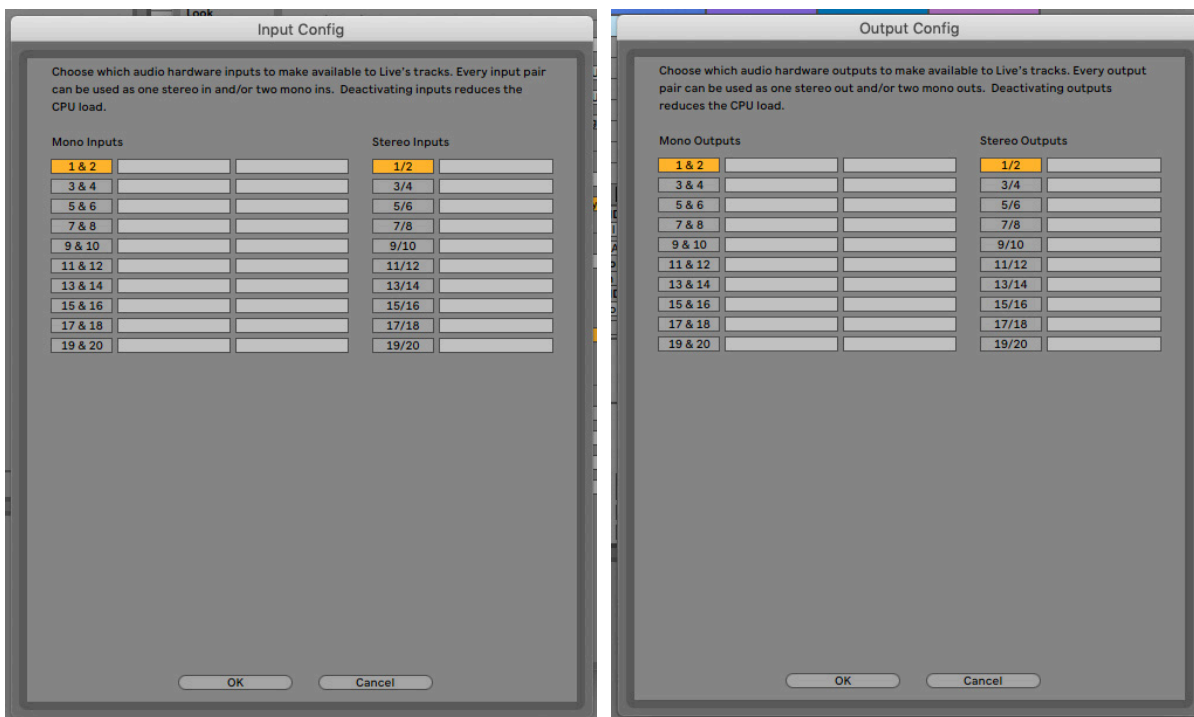 Look
Input Config
Choose which audio hardware inputs to make available to Live's tracks. Every input pair
can be used as one stereo in and/or two mono ins. Deactivating inputs reduces the
CPU load.
Mono Inputs Stereo Inputs
1 & 2 1/2
3 & 4 3/4
5 & 6 5/6
7 & 8 7/8
9 & 10 9/10
11 & 12 11/12
13 & 14 13/14
15 & 16 15/16
17 & 18 17/18
19 & 20 19/20
OK Cancel
Output Config
Choose which audio hardware outputs to make available to Live's tracks. Every output
pair can be used as one stereo out and/or two mono outs. Deactivating outputs
reduces the CPU load.
Mono Outputs Stereo Outputs
1 & 2 1/2
3 & 4 3/4
5 & 6 5/6
7 & 8 7/8
9 & 10 9/10
11 & 12 11/12
13 & 14 13/14
15 & 16 15/16
17 & 18 17/18
19 & 20 19/20
OK Cancel